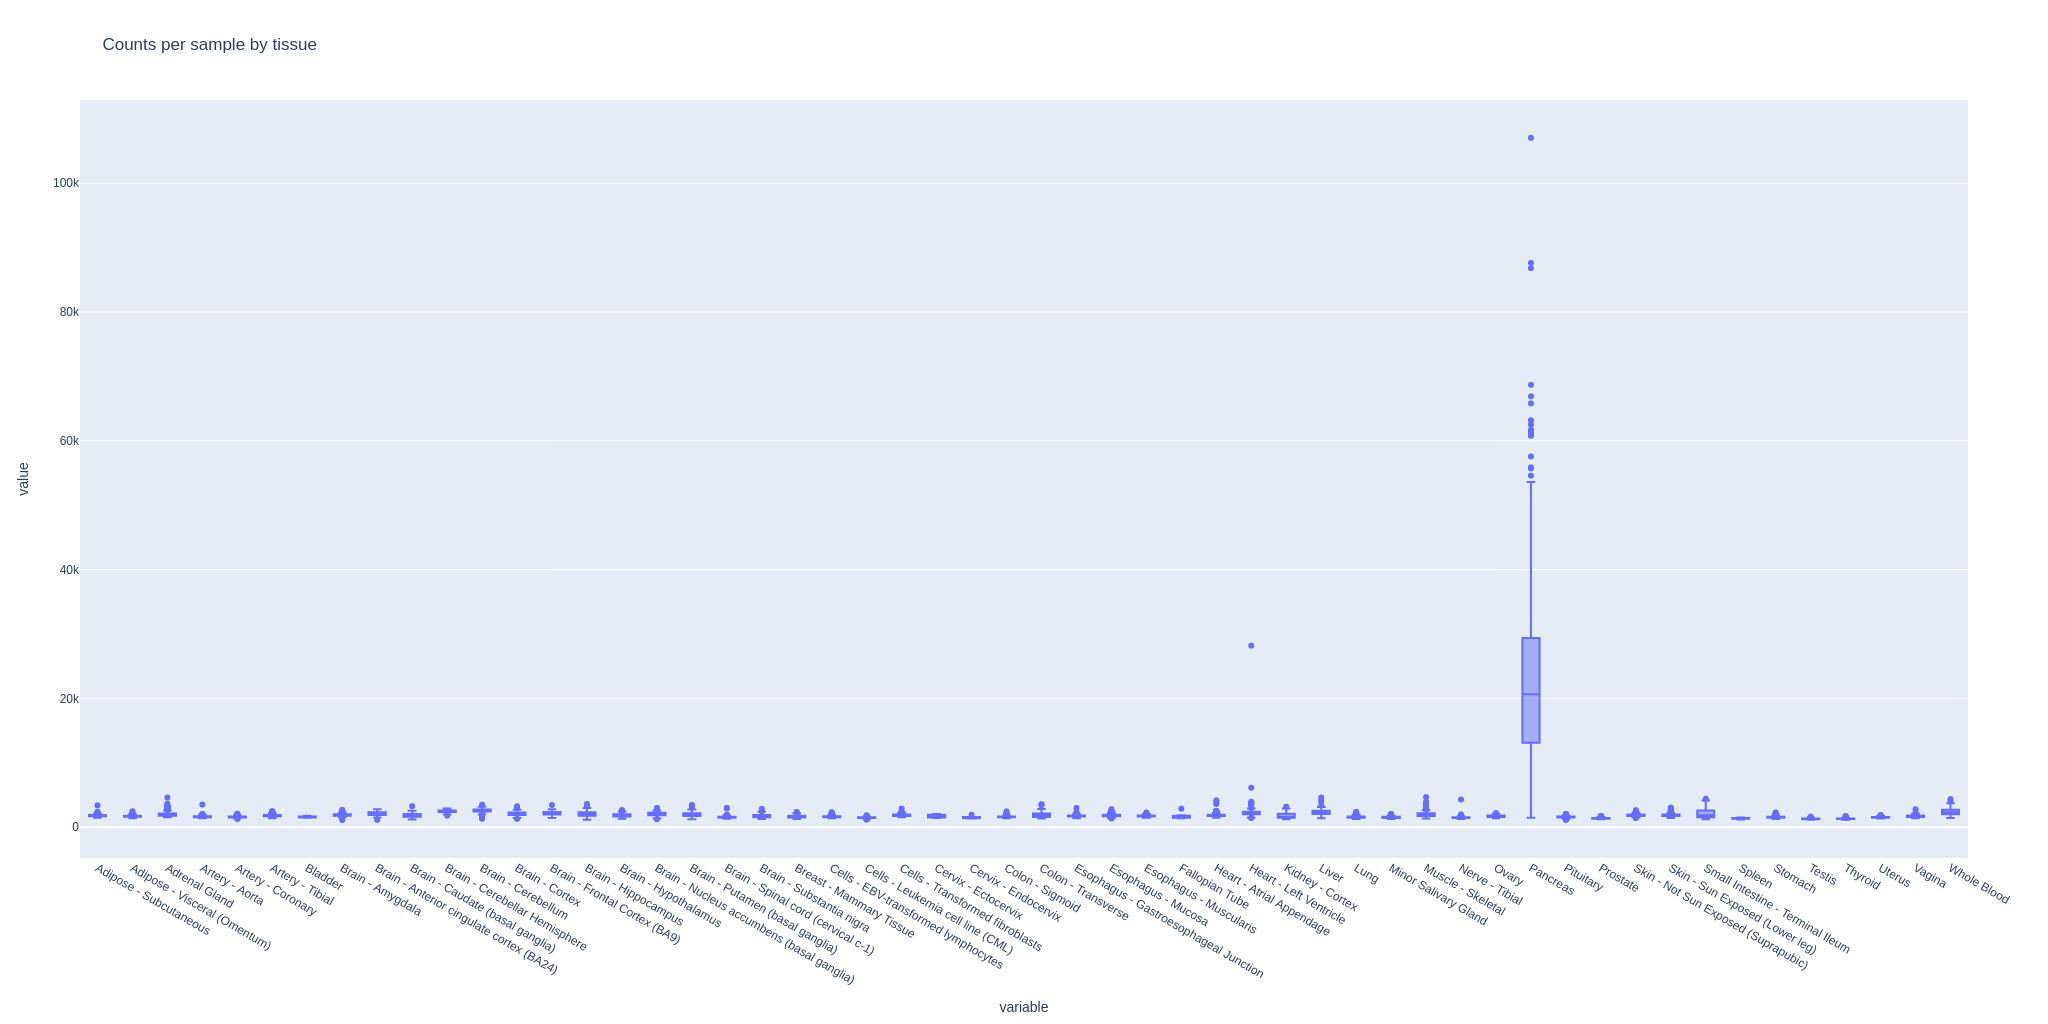 Counts per sample by tissue
100k
80k
60k
40k
20k
0
value
Adipose - Subcutaneous
Adipose - Visceral (Omentum)
Adrenal Gland
Artery - Aorta
Artery - Coronary
Artery - Tibial
Bladder
Brain - Amygdala
Brain - Anterior cingulate cortex (BA24)
Brain - Caudate (basal ganglia)
Brain - Cerebellar Hemisphere
Brain - Cerebellum
Brain - Cortex
Brain - Frontal Cortex (BA9)
Brain - Hippocampus
Brain - Hypothalamus
Brain - Nucleus accumbens (basal ganglia)
Brain - Putamen (basal ganglia)
Brain - Spinal cord (cervical c-1)
Brain - Substantia nigra
Breast - Mammary Tissue
Cells - EBV-transformed lymphocytes
Cells - Leukemia cell line (CML)
Cells - Transformed fibroblasts
Cervix - Ectocervix
Cervix - Endocervix
Colon - Sigmoid
Colon - Transverse
Esophagus - Gastroesophageal Junction
Esophagus - Mucosa
Esophagus - Muscularis
Fallopian Tube
Heart - Atrial Appendage
Heart - Left Ventricle
Kidney - Cortex
Liver
Lung
Minor Salivary Gland
Muscle - Skeletal
Nerve - Tibial
Ovary
Pancreas
Pituitary
Prostate
Skin - Not Sun Exposed (Suprapubic)
Skin - Sun Exposed (Lower leg)
Small Intestine - Terminal Ileum
Spleen
Stomach
Testis
Thyroid
Uterus
Vagina
Whole Blood
variable